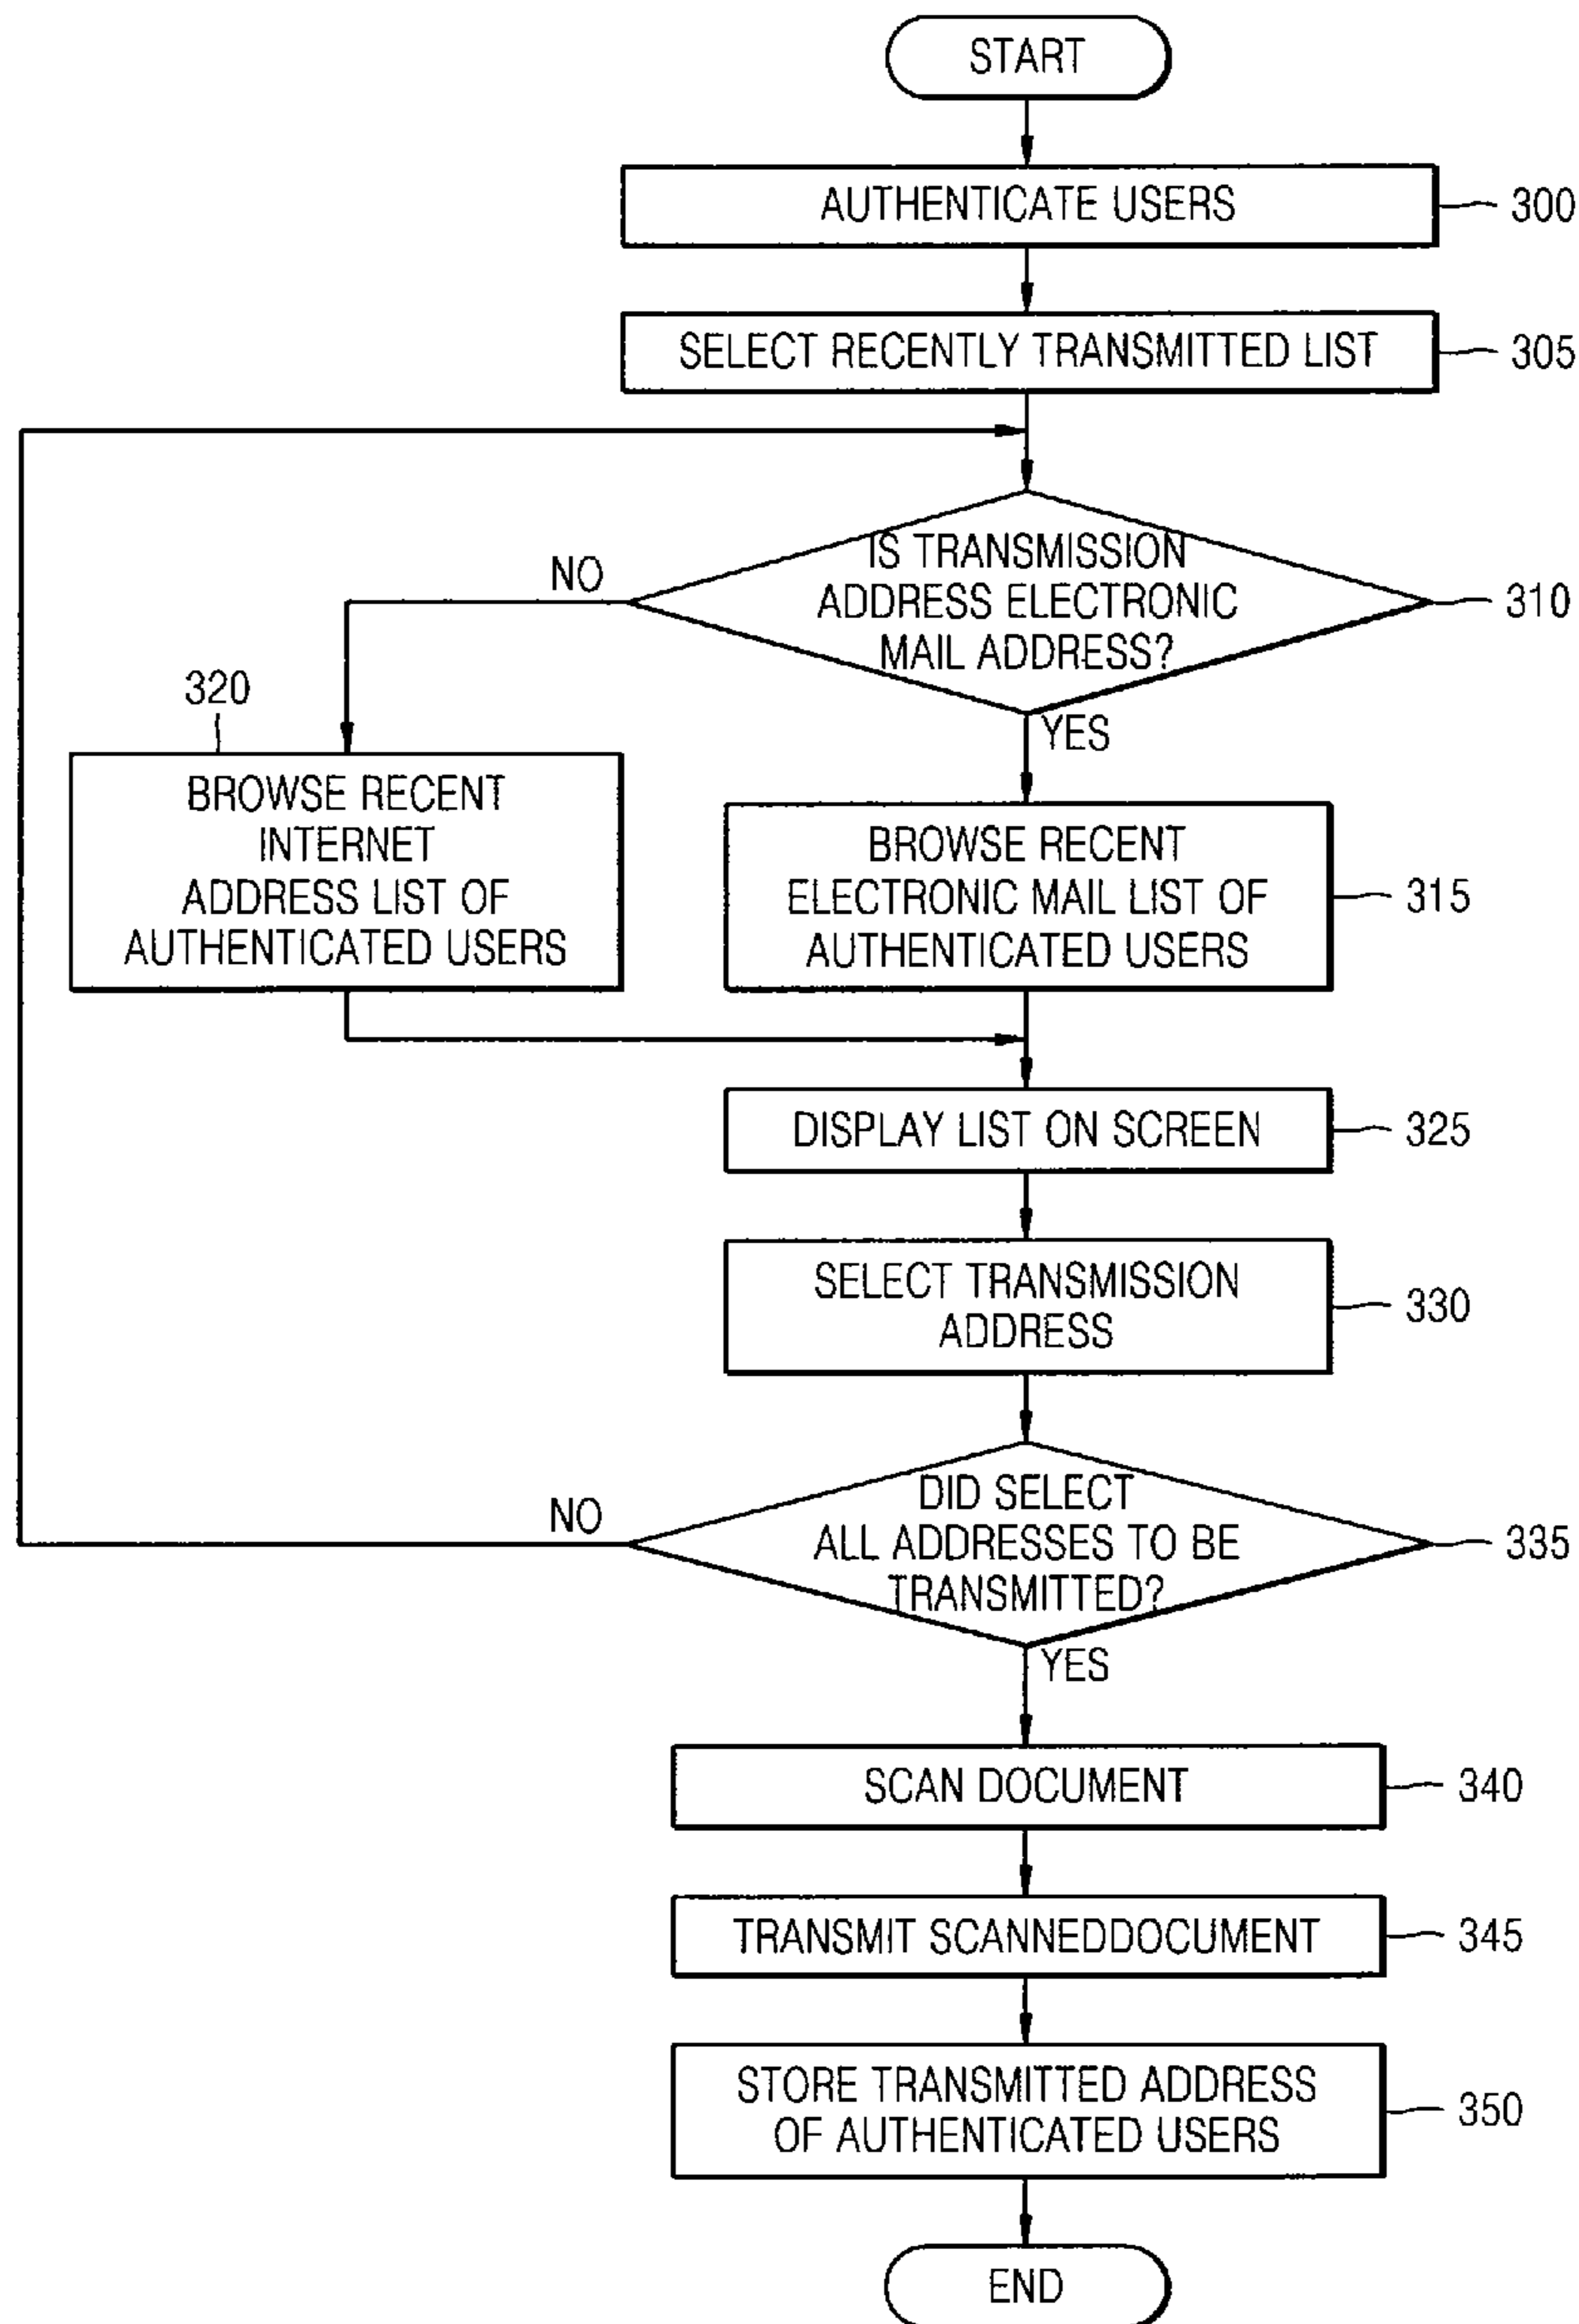 START
AUTHENTICATE USERS
300
SELECT RECENTLY TRANSMITTED LIST
305
IS TRANSMISSION
ADDRESS ELECTRONIC
MAIL ADDRESS?
310
NO
YES
320
BROWSE RECENT
INTERNET
ADDRESS LIST OF
AUTHENTICATED USERS
BROWSE RECENT
ELECTRONIC MAIL LIST OF
AUTHENTICATED USERS
315
DISPLAY LIST ON SCREEN
325
SELECT TRANSMISSION
ADDRESS
330
DID SELECT
ALL ADDRESSES TO BE
TRANSMITTED?
335
NO
YES
SCAN DOCUMENT
340
TRANSMIT SCANNEDDOCUMENT
345
STORE TRANSMITTED ADDRESS
OF AUTHENTICATED USERS
350
END